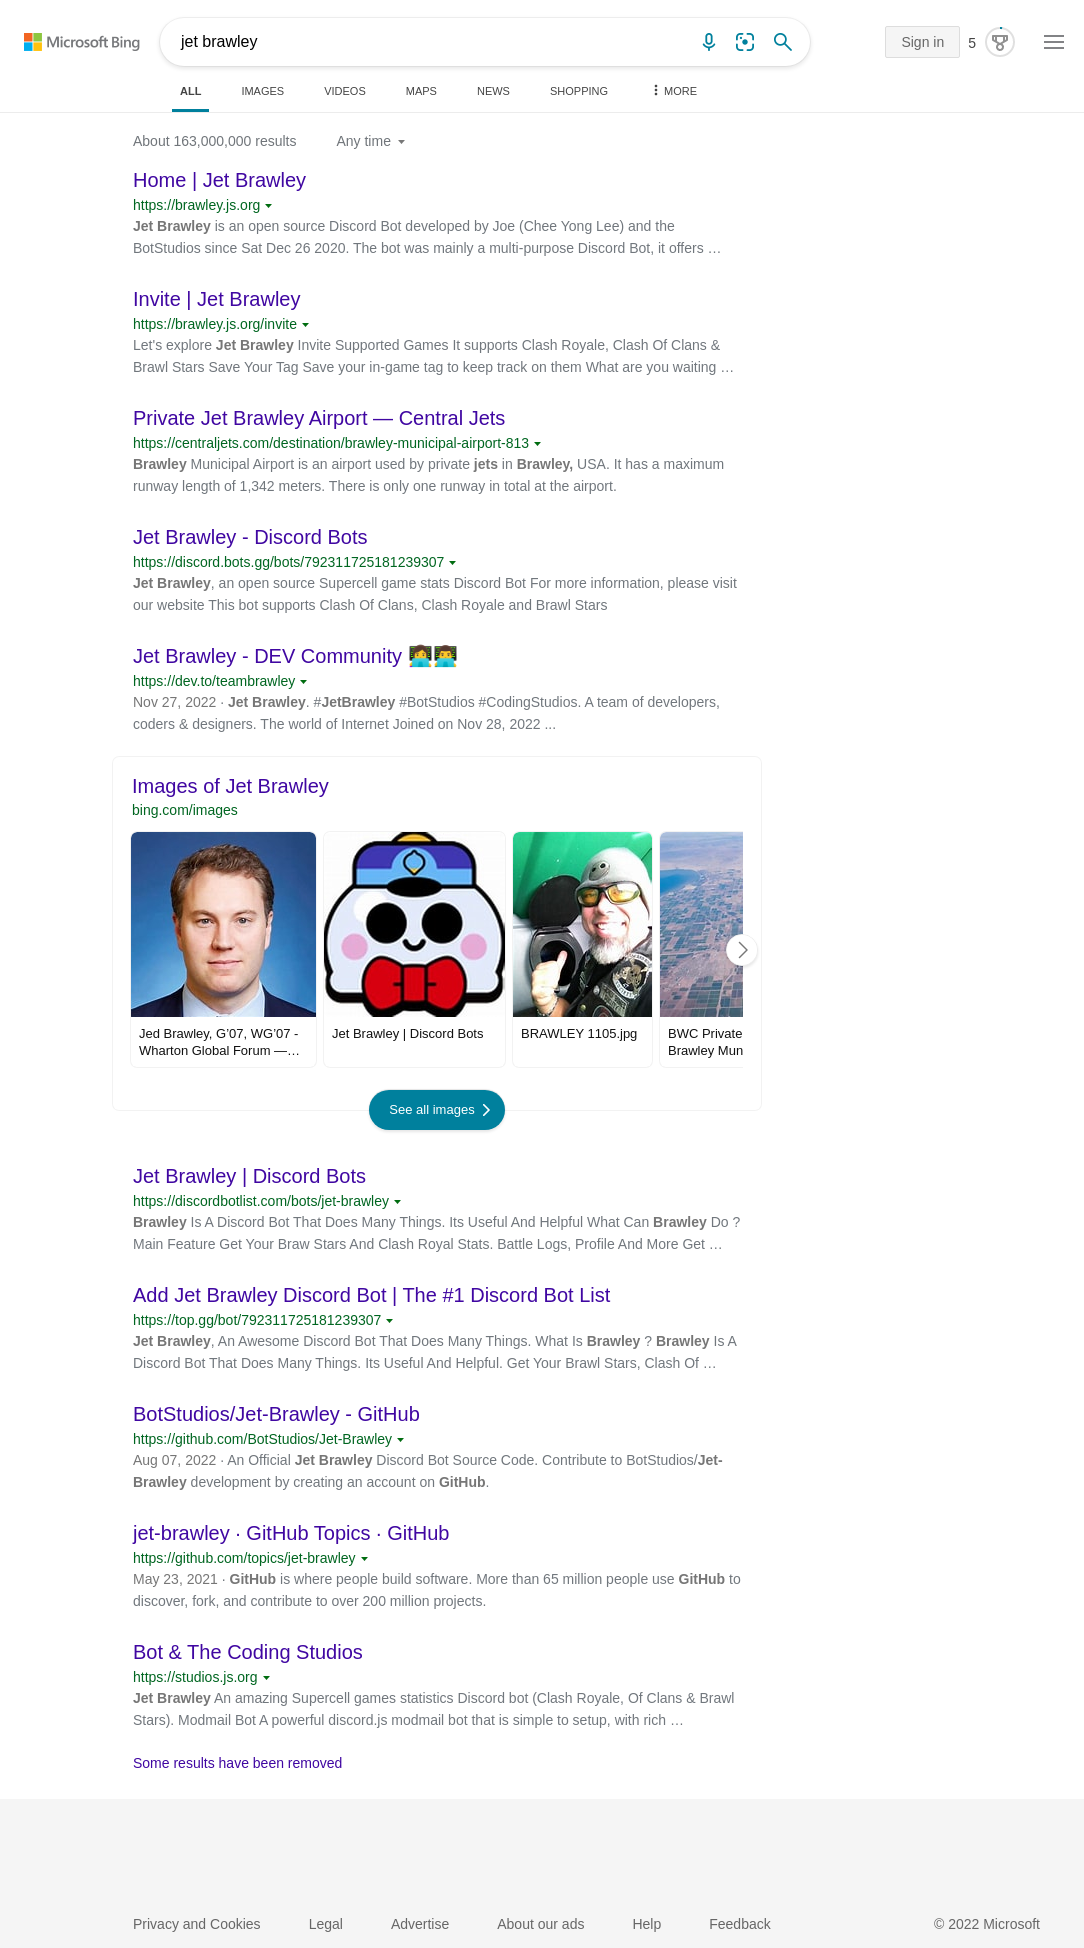 Microsoft Bing
jet brawley
Sign in
5
ALL
IMAGES
VIDEOS
MAPS
NEWS
SHOPPING
MORE
About 163,000,000 results
Any time
Home | Jet Brawley
https://brawley.js.org
Jet Brawley is an open source Discord Bot developed by Joe (Chee Yong Lee) and the
BotStudios since Sat Dec 26 2020. The bot was mainly a multi-purpose Discord Bot, it offers …
Invite | Jet Brawley
https://brawley.js.org/invite
Let's explore Jet Brawley Invite Supported Games It supports Clash Royale, Clash Of Clans &
Brawl Stars Save Your Tag Save your in-game tag to keep track on them What are you waiting …
Private Jet Brawley Airport — Central Jets
https://centraljets.com/destination/brawley-municipal-airport-813
Brawley Municipal Airport is an airport used by private jets in Brawley, USA. It has a maximum
runway length of 1,342 meters. There is only one runway in total at the airport.
Jet Brawley - Discord Bots
https://discord.bots.gg/bots/792311725181239307
Jet Brawley, an open source Supercell game stats Discord Bot For more information, please visit
our website This bot supports Clash Of Clans, Clash Royale and Brawl Stars
Jet Brawley - DEV Community 👩‍💻👨‍💻
https://dev.to/teambrawley
Nov 27, 2022 · Jet Brawley. #JetBrawley #BotStudios #CodingStudios. A team of developers,
coders & designers. The world of Internet Joined on Nov 28, 2022 ...
Images of Jet Brawley
bing.com/images
Jed Brawley, G'07, WG'07 -
Wharton Global Forum —…
Jet Brawley | Discord Bots
BRAWLEY 1105.jpg
BWC Private
Brawley Mun
See all images
Jet Brawley | Discord Bots
https://discordbotlist.com/bots/jet-brawley
Brawley Is A Discord Bot That Does Many Things. Its Useful And Helpful What Can Brawley Do ?
Main Feature Get Your Braw Stars And Clash Royal Stats. Battle Logs, Profile And More Get …
Add Jet Brawley Discord Bot | The #1 Discord Bot List
https://top.gg/bot/792311725181239307
Jet Brawley, An Awesome Discord Bot That Does Many Things. What Is Brawley ? Brawley Is A
Discord Bot That Does Many Things. Its Useful And Helpful. Get Your Brawl Stars, Clash Of …
BotStudios/Jet-Brawley - GitHub
https://github.com/BotStudios/Jet-Brawley
Aug 07, 2022 · An Official Jet Brawley Discord Bot Source Code. Contribute to BotStudios/Jet-
Brawley development by creating an account on GitHub.
jet-brawley · GitHub Topics · GitHub
https://github.com/topics/jet-brawley
May 23, 2021 · GitHub is where people build software. More than 65 million people use GitHub to
discover, fork, and contribute to over 200 million projects.
Bot & The Coding Studios
https://studios.js.org
Jet Brawley An amazing Supercell games statistics Discord bot (Clash Royale, Of Clans & Brawl
Stars). Modmail Bot A powerful discord.js modmail bot that is simple to setup, with rich …
Some results have been removed
Privacy and Cookies
Legal
Advertise
About our ads
Help
Feedback
© 2022 Microsoft